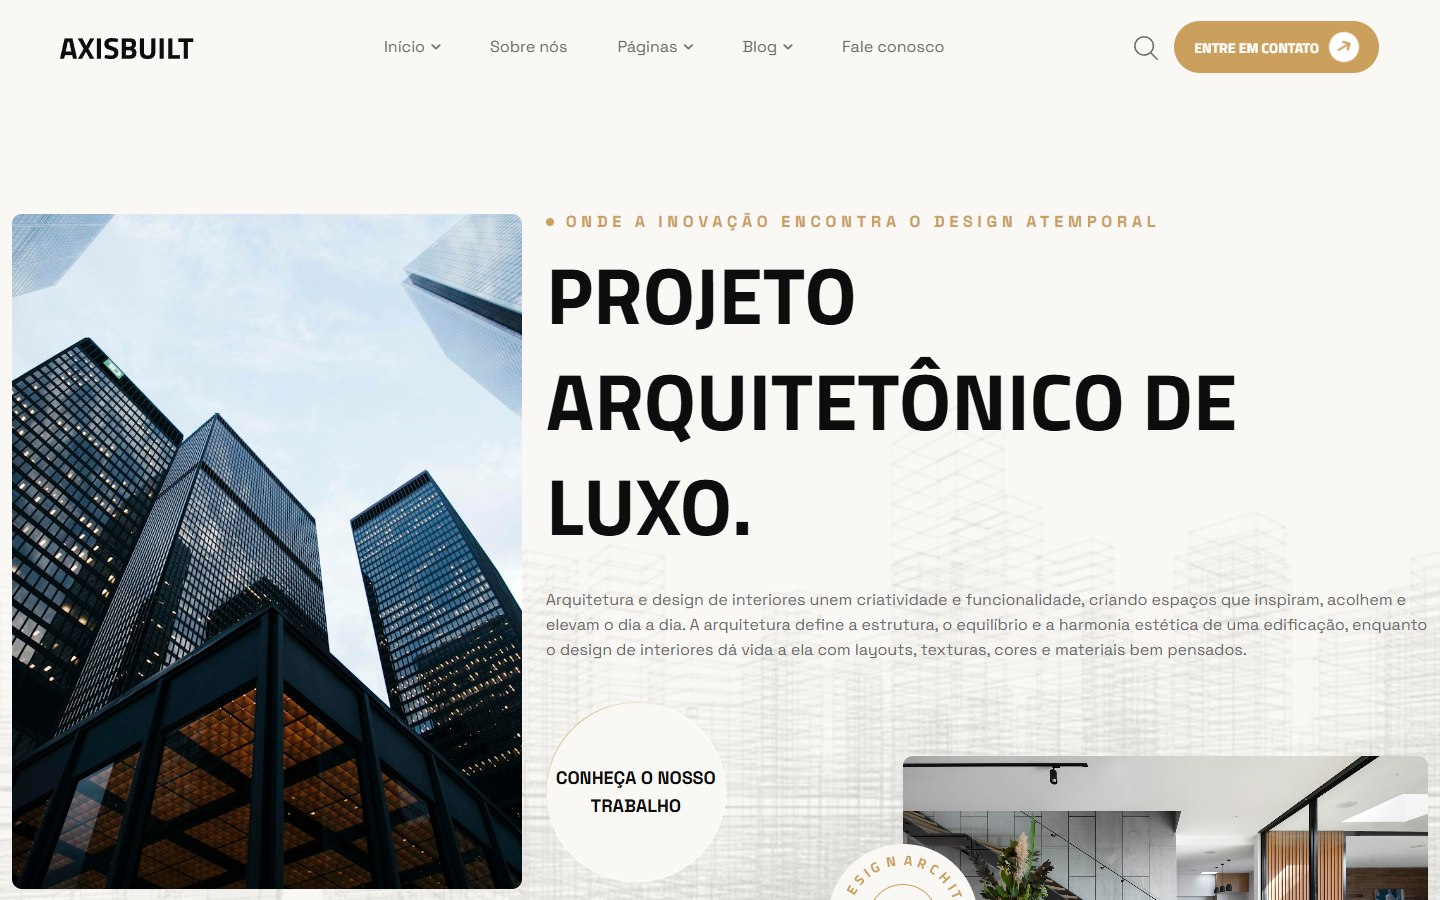 AXISBUILT
Início
Sobre nós
Páginas
Blog
Fale conosco
ENTRE EM CONTATO
ONDE A INOVAÇÃO ENCONTRA O DESIGN ATEMPORAL
PROJETO
ARQUITETÔNICO DE
LUXO.
Arquitetura e design de interiores unem criatividade e funcionalidade, criando espaços que inspiram, acolhem e
elevam o dia a dia. A arquitetura define a estrutura, o equilíbrio e a harmonia estética de uma edificação, enquanto
o design de interiores dá vida a ela com layouts, texturas, cores e materiais bem pensados.
CONHEÇA O NOSSO
TRABALHO
ESIGN ARCHIT